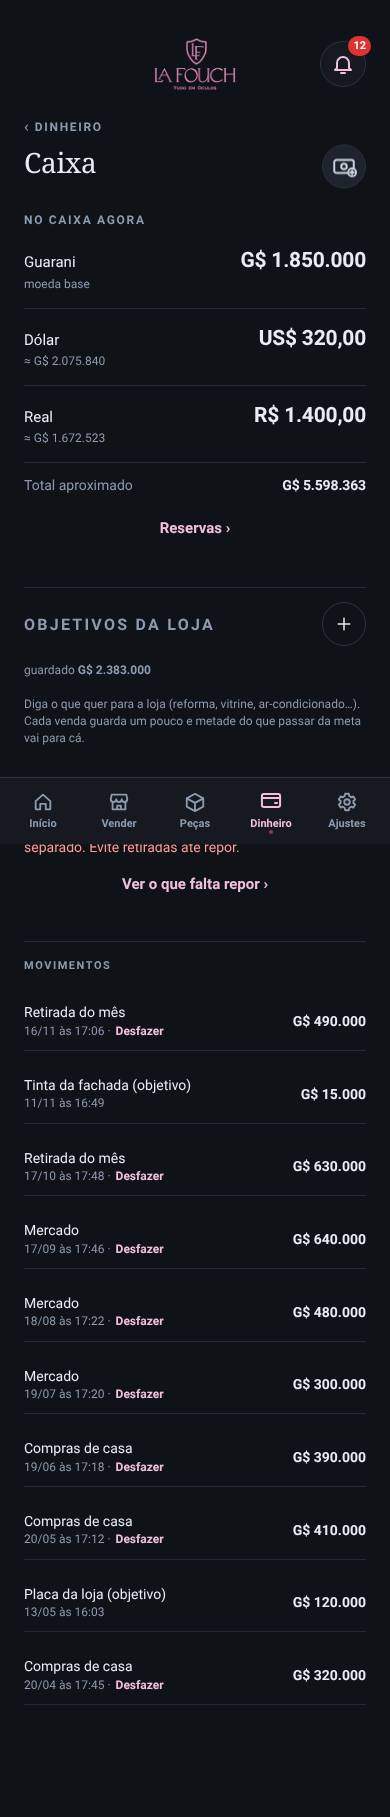 LF
LA FOUCH
TUDO EM ÓCULOS
12
‹ DINHEIRO
Caixa
NO CAIXA AGORA
Guarani
G$ 1.850.000
moeda base
Dólar
US$ 320,00
≈ G$ 2.075.840
Real
R$ 1.400,00
≈ G$ 1.672.523
Total aproximado
G$ 5.598.363
Reservas ›
OBJETIVOS DA LOJA
guardado G$ 2.383.000
Diga o que quer para a loja (reforma, vitrine, ar-condicionado…).
Cada venda guarda um pouco e metade do que passar da meta
vai para cá.
Início
Vender
Peças
Dinheiro
Ajustes
separado. Evite retiradas até repor.
Ver o que falta repor ›
MOVIMENTOS
Retirada do mês
16/11 às 17:06 · Desfazer
G$ 490.000
Tinta da fachada (objetivo)
11/11 às 16:49
G$ 15.000
Retirada do mês
17/10 às 17:48 · Desfazer
G$ 630.000
Mercado
17/09 às 17:46 · Desfazer
G$ 640.000
Mercado
18/08 às 17:22 · Desfazer
G$ 480.000
Mercado
19/07 às 17:20 · Desfazer
G$ 300.000
Compras de casa
19/06 às 17:18 · Desfazer
G$ 390.000
Compras de casa
20/05 às 17:12 · Desfazer
G$ 410.000
Placa da loja (objetivo)
13/05 às 16:03
G$ 120.000
Compras de casa
20/04 às 17:45 · Desfazer
G$ 320.000